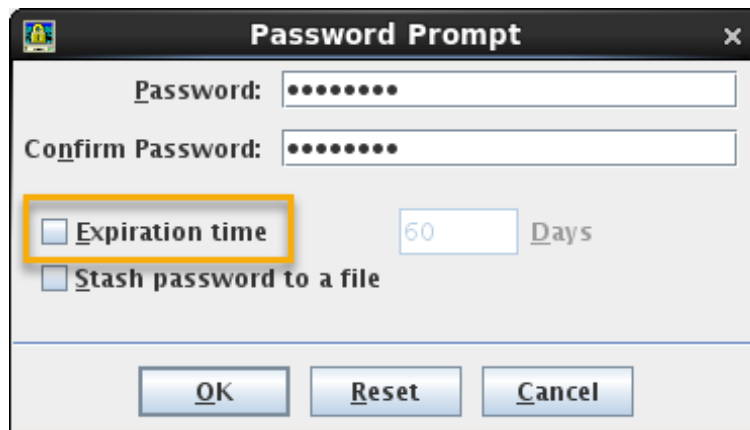 Password Prompt
Password: ••••••••
Confirm Password: ••••••••
Expiration time 60 Days
Stash password to a file
OK Reset Cancel